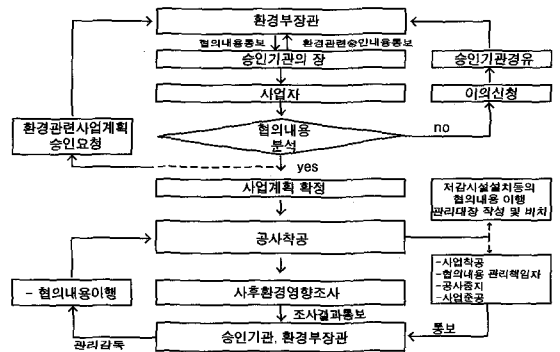 환경부장관
협의내용통보
환경관련승인내용통보
승인기관의 장
승인기관경유
사업자
이의신청
환경관련사업계획
승인요청
협의내용
분석
no
yes
사업계획 확정
저감시설설치등의
협의내용 이행
관리대장 작성 및 비치
공사착공
-사업착공
-협의내용 관리책임자
-공사중지
-사업준공
- 협의내용이행
사후환경영향조사
조사결과통보
통보
관리감독
승인기관, 환경부장관